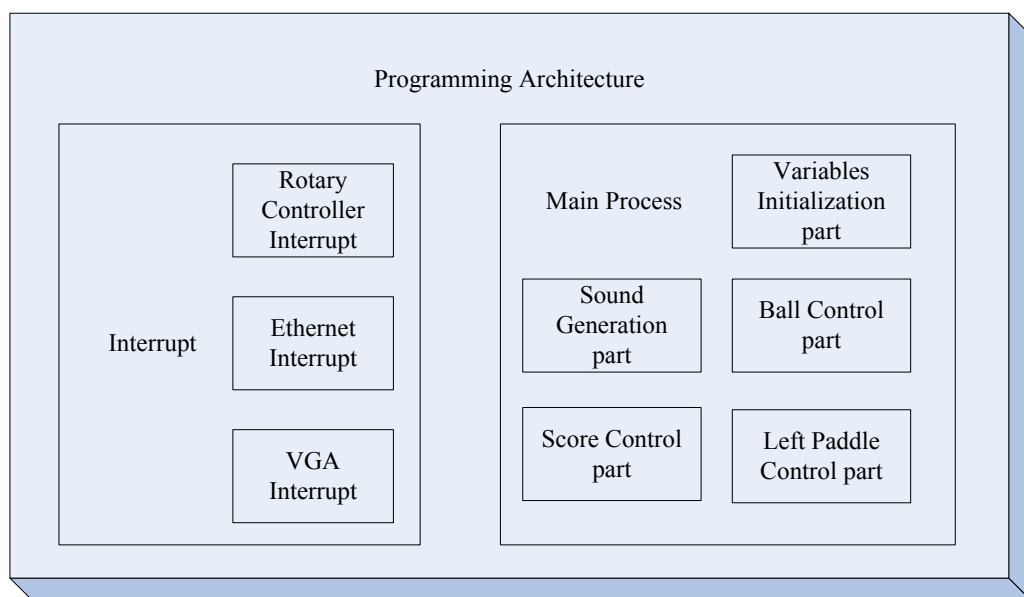 Programming Architecture
Interrupt
Rotary
Controller
Interrupt
Ethernet
Interrupt
VGA
Interrupt
Main Process
Variables
Initialization
part
Sound
Generation
part
Ball Control
part
Score Control
part
Left Paddle
Control part